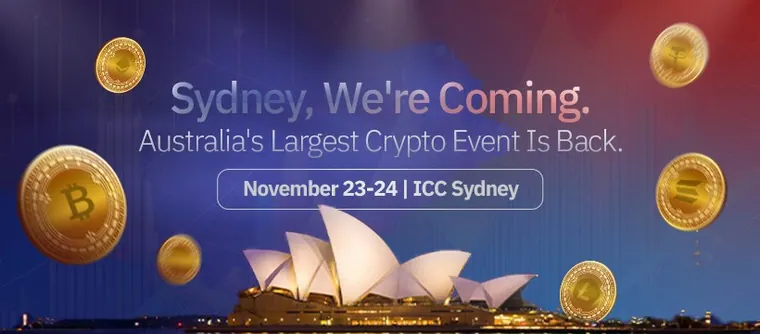 Sydney, We're Coming.
Australia's Largest Crypto Event Is Back.
November 23-24 | ICC Sydney